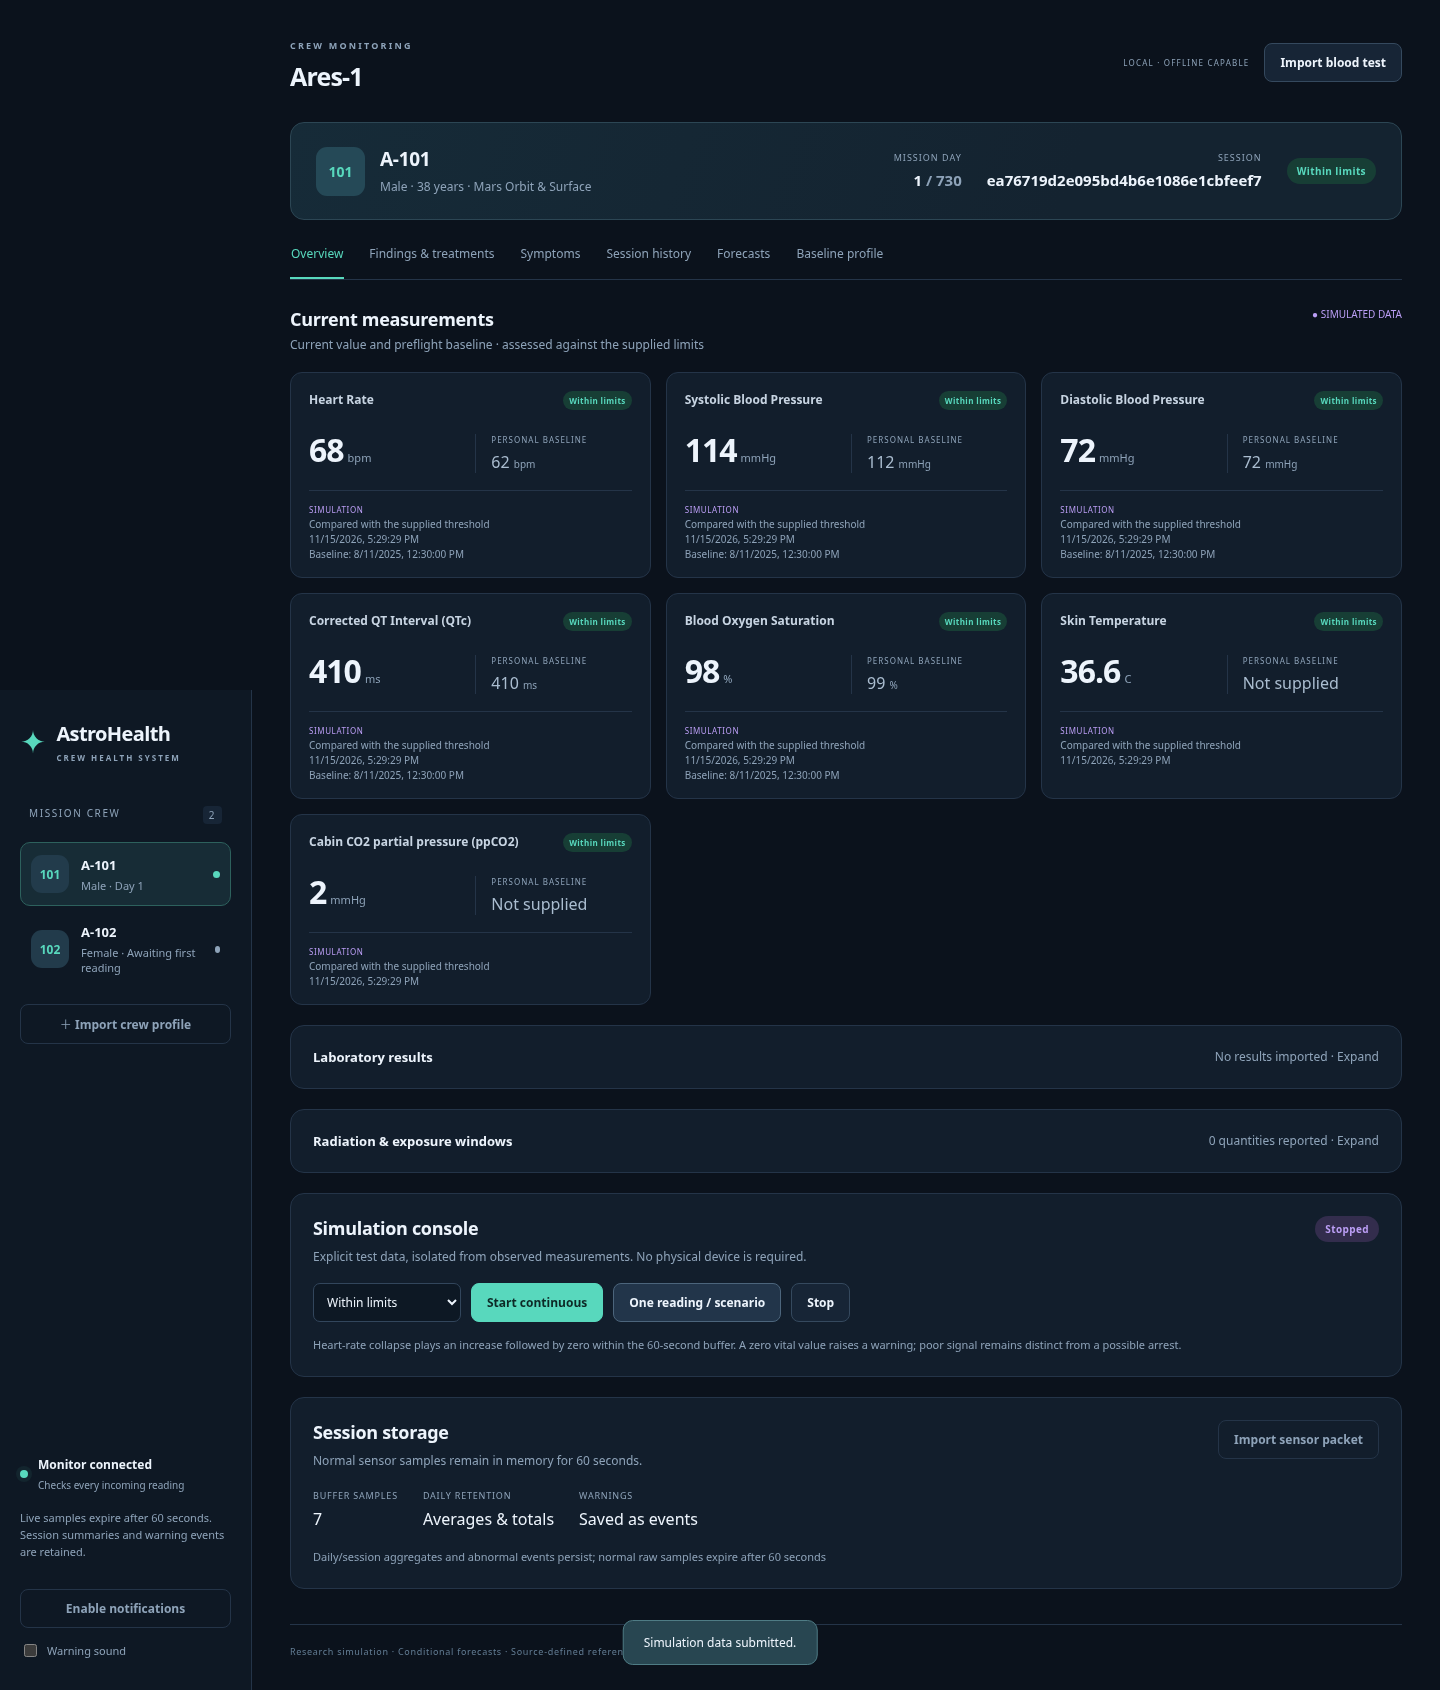 CREW MONITORING
Ares-1
LOCAL · OFFLINE CAPABLE
Import blood test
101
A-101
Male · 38 years · Mars Orbit & Surface
MISSION DAY
1 / 730
SESSION
ea76719d2e095bd4b6e1086e1cbfeef7
Within limits
Overview
Findings & treatments
Symptoms
Session history
Forecasts
Baseline profile
Current measurements
Current value and preflight baseline · assessed against the supplied limits
● SIMULATED DATA
Heart Rate
Within limits
68 bpm
PERSONAL BASELINE
62 bpm
SIMULATION
Compared with the supplied threshold
11/15/2026, 5:29:29 PM
Baseline: 8/11/2025, 12:30:00 PM
Systolic Blood Pressure
Within limits
114 mmHg
PERSONAL BASELINE
112 mmHg
SIMULATION
Compared with the supplied threshold
11/15/2026, 5:29:29 PM
Baseline: 8/11/2025, 12:30:00 PM
Diastolic Blood Pressure
Within limits
72 mmHg
PERSONAL BASELINE
72 mmHg
SIMULATION
Compared with the supplied threshold
11/15/2026, 5:29:29 PM
Baseline: 8/11/2025, 12:30:00 PM
Corrected QT Interval (QTc)
Within limits
410 ms
PERSONAL BASELINE
410 ms
SIMULATION
Compared with the supplied threshold
11/15/2026, 5:29:29 PM
Baseline: 8/11/2025, 12:30:00 PM
Blood Oxygen Saturation
Within limits
98 %
PERSONAL BASELINE
99 %
SIMULATION
Compared with the supplied threshold
11/15/2026, 5:29:29 PM
Baseline: 8/11/2025, 12:30:00 PM
Skin Temperature
Within limits
36.6 C
PERSONAL BASELINE
Not supplied
SIMULATION
Compared with the supplied threshold
11/15/2026, 5:29:29 PM
Cabin CO2 partial pressure (ppCO2)
Within limits
2 mmHg
PERSONAL BASELINE
Not supplied
SIMULATION
Compared with the supplied threshold
11/15/2026, 5:29:29 PM
Laboratory results
No results imported · Expand
Radiation & exposure windows
0 quantities reported · Expand
Simulation console
Stopped
Explicit test data, isolated from observed measurements. No physical device is required.
Within limits
Start continuous
One reading / scenario
Stop
Heart-rate collapse plays an increase followed by zero within the 60-second buffer. A zero vital value raises a warning; poor signal remains distinct from a possible arrest.
Session storage
Import sensor packet
Normal sensor samples remain in memory for 60 seconds.
BUFFER SAMPLES
7
DAILY RETENTION
Averages & totals
WARNINGS
Saved as events
Daily/session aggregates and abnormal events persist; normal raw samples expire after 60 seconds
Research simulation · Conditional forecasts · Source-defined referen
Simulation data submitted.
AstroHealth
CREW HEALTH SYSTEM
MISSION CREW
2
101
A-101
Male · Day 1
102
A-102
Female · Awaiting first
reading
+ Import crew profile
Monitor connected
Checks every incoming reading
Live samples expire after 60 seconds.
Session summaries and warning events
are retained.
Enable notifications
Warning sound